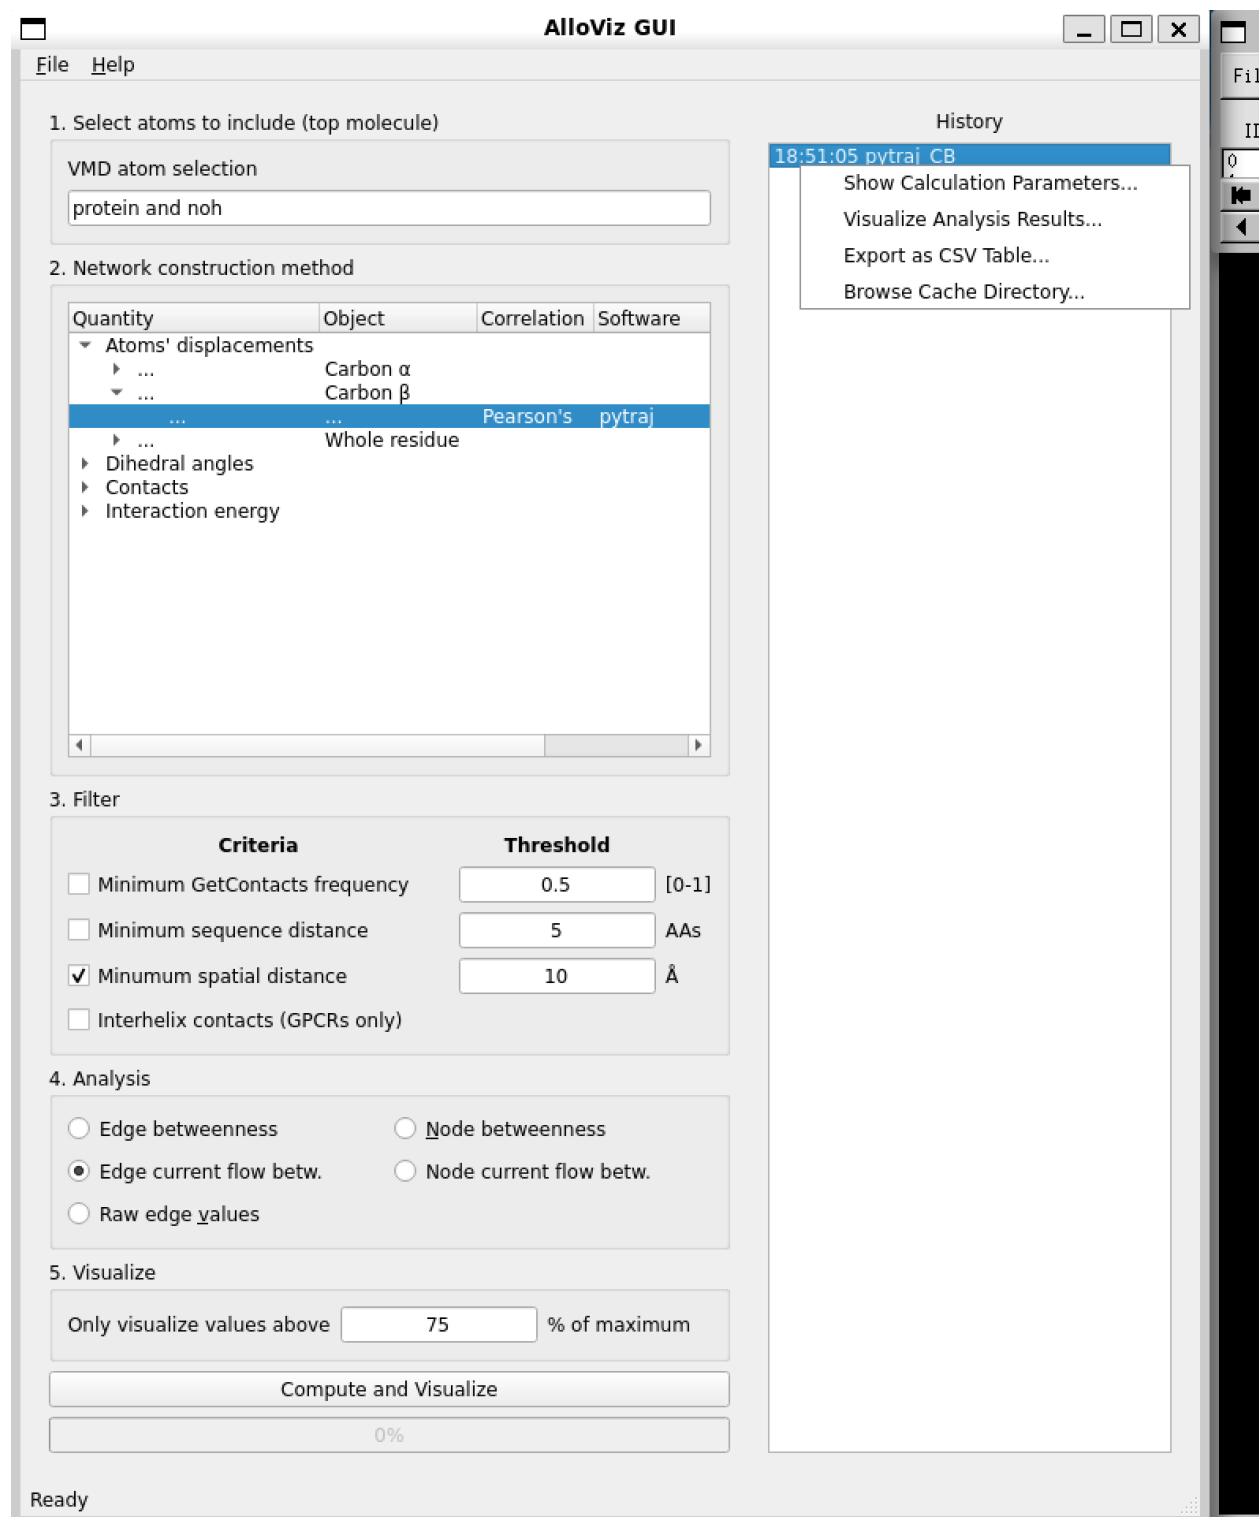 AlloViz GUI
File Help
1. Select atoms to include (top molecule)
VMD atom selection
protein and noh
2. Network construction method
Quantity Object Correlation Software
Atoms' displacements
... Carbon α
... Carbon β
... ... Pearson's pytraj
... Whole residue
Dihedral angles
Contacts
Interaction energy
3. Filter
Criteria Threshold
Minimum GetContacts frequency 0.5 [0-1]
Minimum sequence distance 5 AAs
Minumum spatial distance 10 Å
Interhelix contacts (GPCRs only)
4. Analysis
Edge betweenness Node betweenness
Edge current flow betw. Node current flow betw.
Raw edge values
5. Visualize
Only visualize values above 75 % of maximum
Compute and Visualize
0%
Ready
History
18:51:05 pytraj_CB
Show Calculation Parameters...
Visualize Analysis Results...
Export as CSV Table...
Browse Cache Directory...
Fil
0